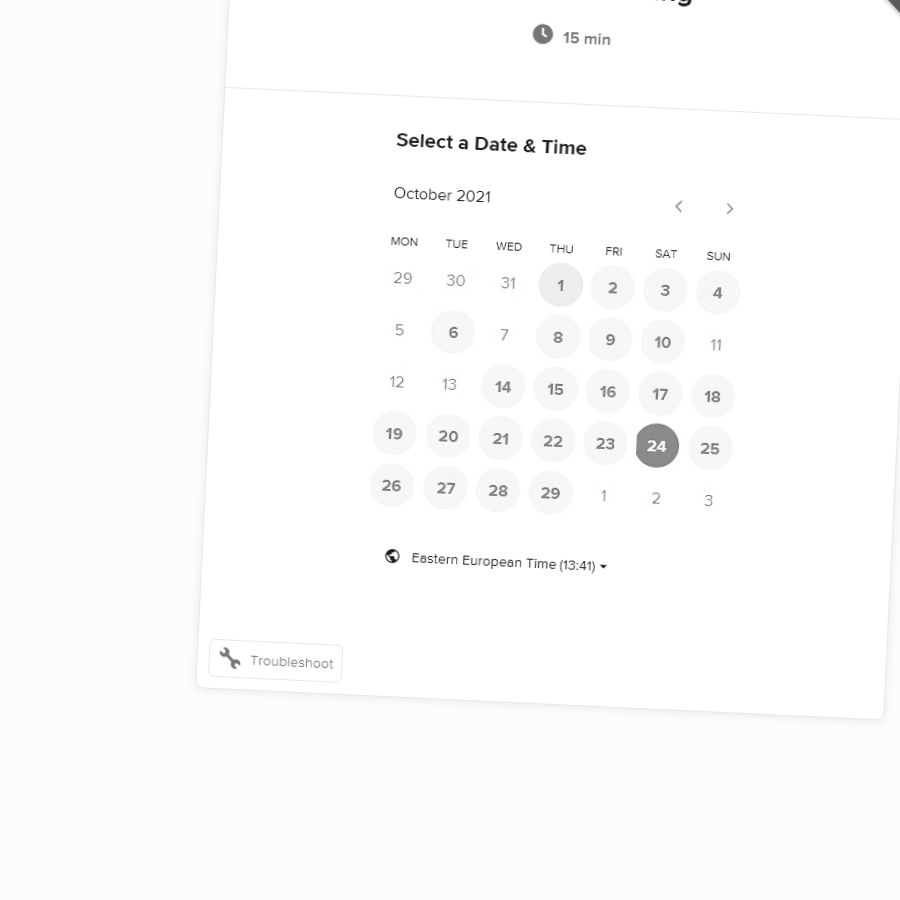 15 min
Select a Date & Time
October 2021
MON TUE WED THU FRI SAT SUN
29 30 31 1 2 3 4
5 6 7 8 9 10 11
12 13 14 15 16 17 18
19 20 21 22 23 24 25
26 27 28 29 1 2 3
Eastern European Time (13:41)
Troubleshoot